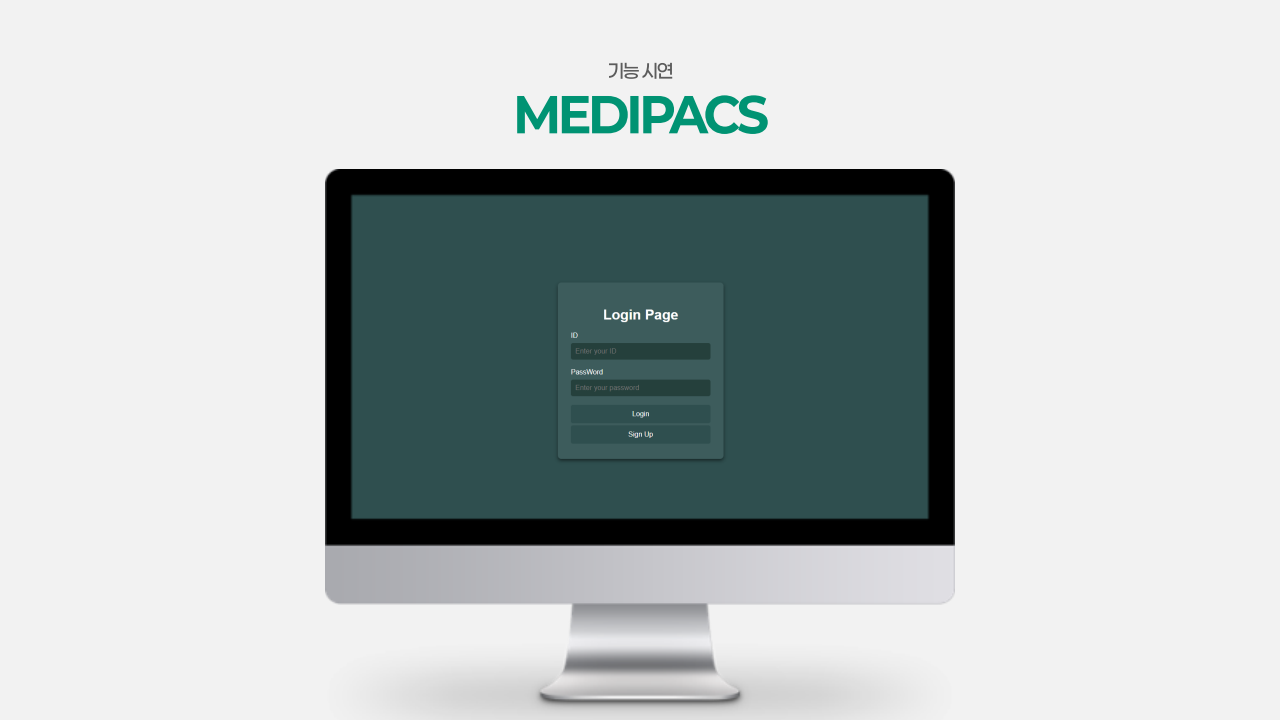 기능 시연
MEDIPACS
Login Page
ID
Enter your ID
PassWord
Enter your password
Login
Sign Up